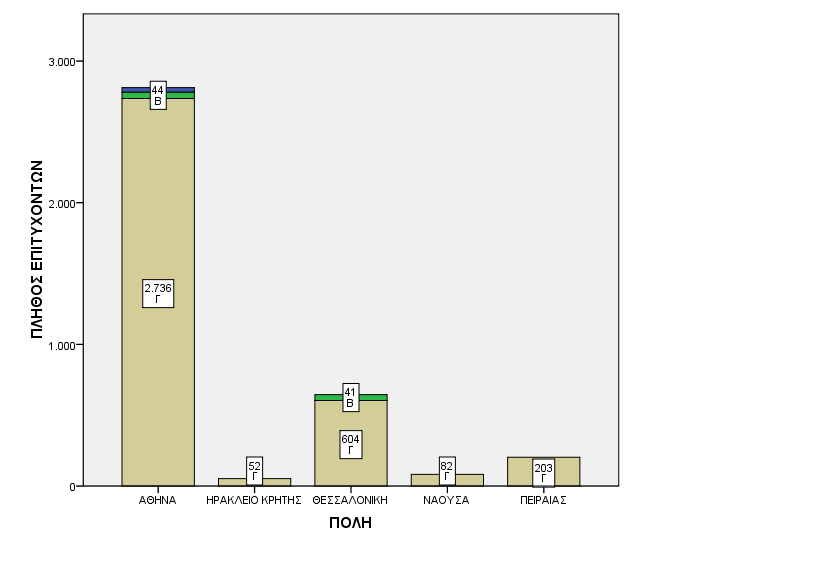 ΠΛΗΘΟΣ ΕΠΙΤΥΧΟΝΤΩΝ
3.000
2.000
1.000
0
44
Β
2.736
Γ
52
Γ
41
Β
604
Γ
82
Γ
203
Γ
ΑΘΗΝΑ
ΗΡΑΚΛΕΙΟ ΚΡΗΤΗΣ
ΘΕΣΣΑΛΟΝΙΚΗ
ΝΑΟΥΣΑ
ΠΕΙΡΑΙΑΣ
ΠΟΛΗ